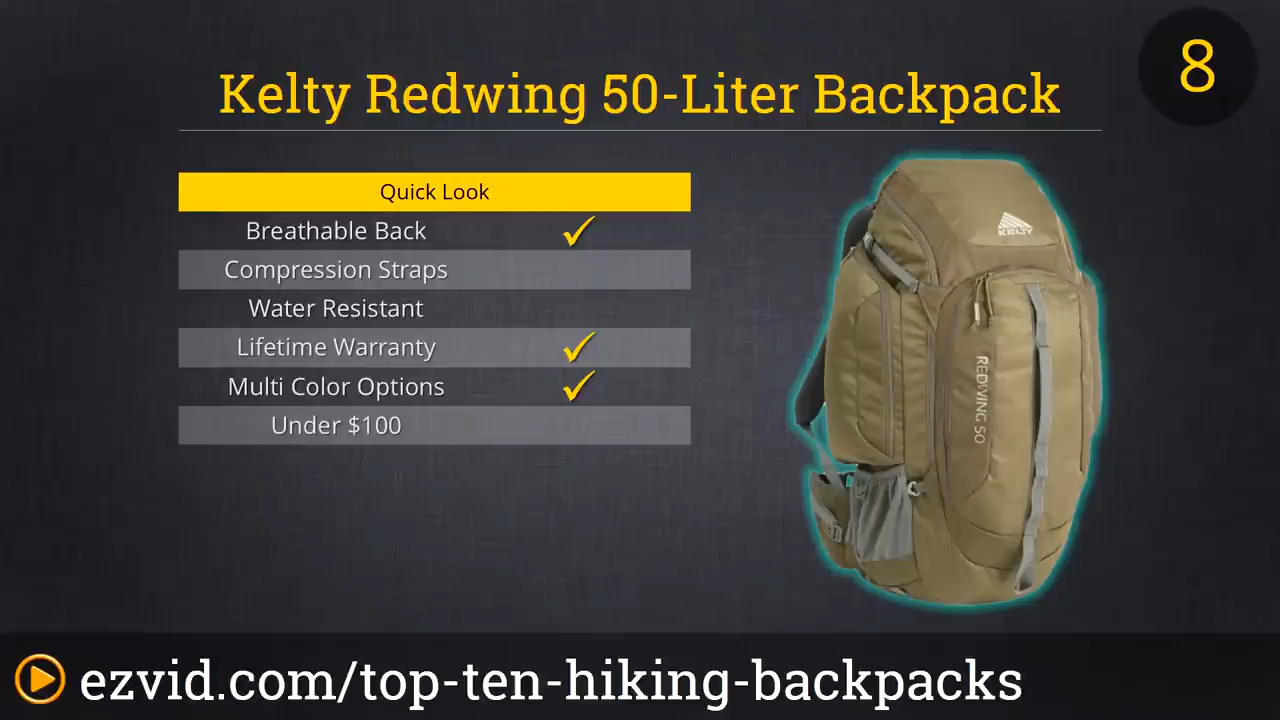 8
Kelty Redwing 50-Liter Backpack
Quick Look
Breathable Back ✓
Compression Straps
Water Resistant
Lifetime Warranty ✓
Multi Color Options ✓
Under $100
KELTY
REDWING 50
ezvid.com/top-ten-hiking-backpacks